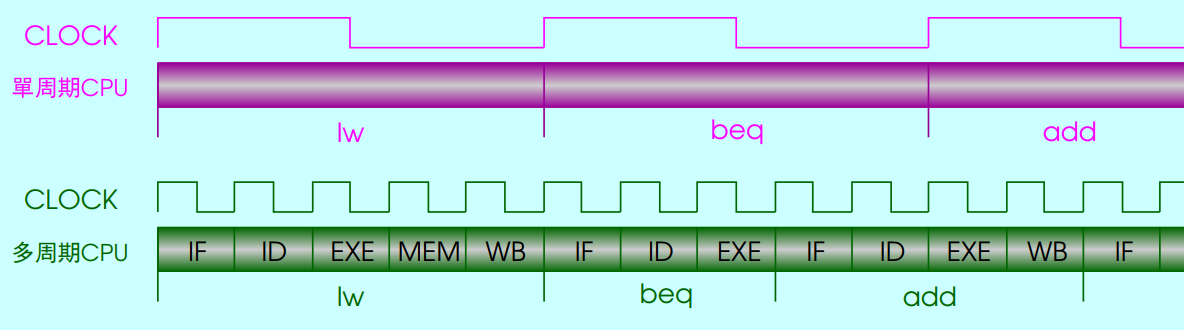 CLOCK
單周期CPU
lw beq add
CLOCK
多周期CPU IF ID EXE MEM WB IF ID EXE IF ID EXE WB IF
lw beq add